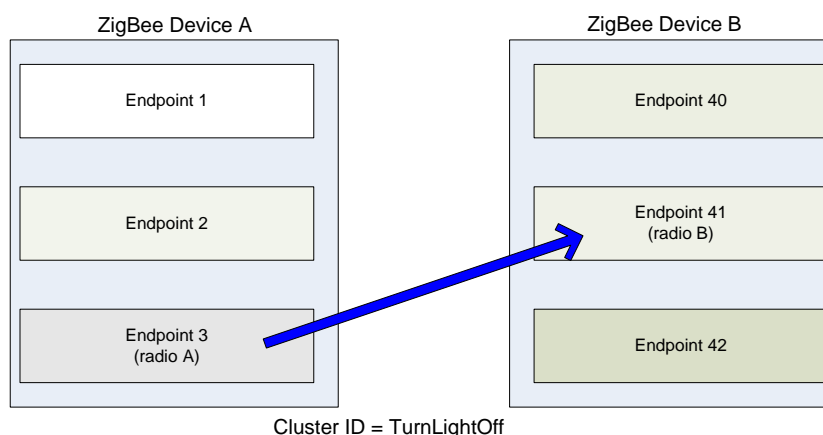 ZigBee Device A
ZigBee Device B
Endpoint 1
Endpoint 2
Endpoint 3
(radio A)
Endpoint 40
Endpoint 41
(radio B)
Endpoint 42
Cluster ID = TurnLightOff